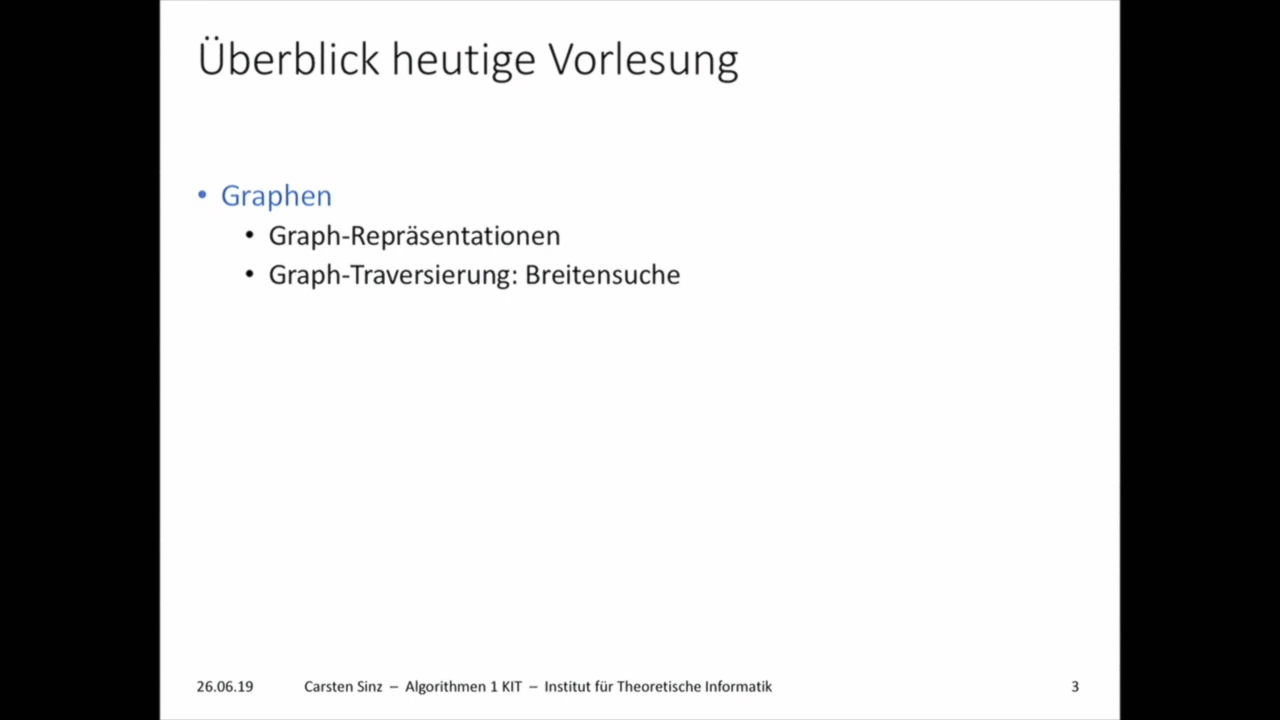 Überblick heutige Vorlesung
• Graphen
• Graph-Repräsentationen
• Graph-Traversierung: Breitensuche
26.06.19 Carsten Sinz – Algorithmen 1 KIT – Institut für Theoretische Informatik 3